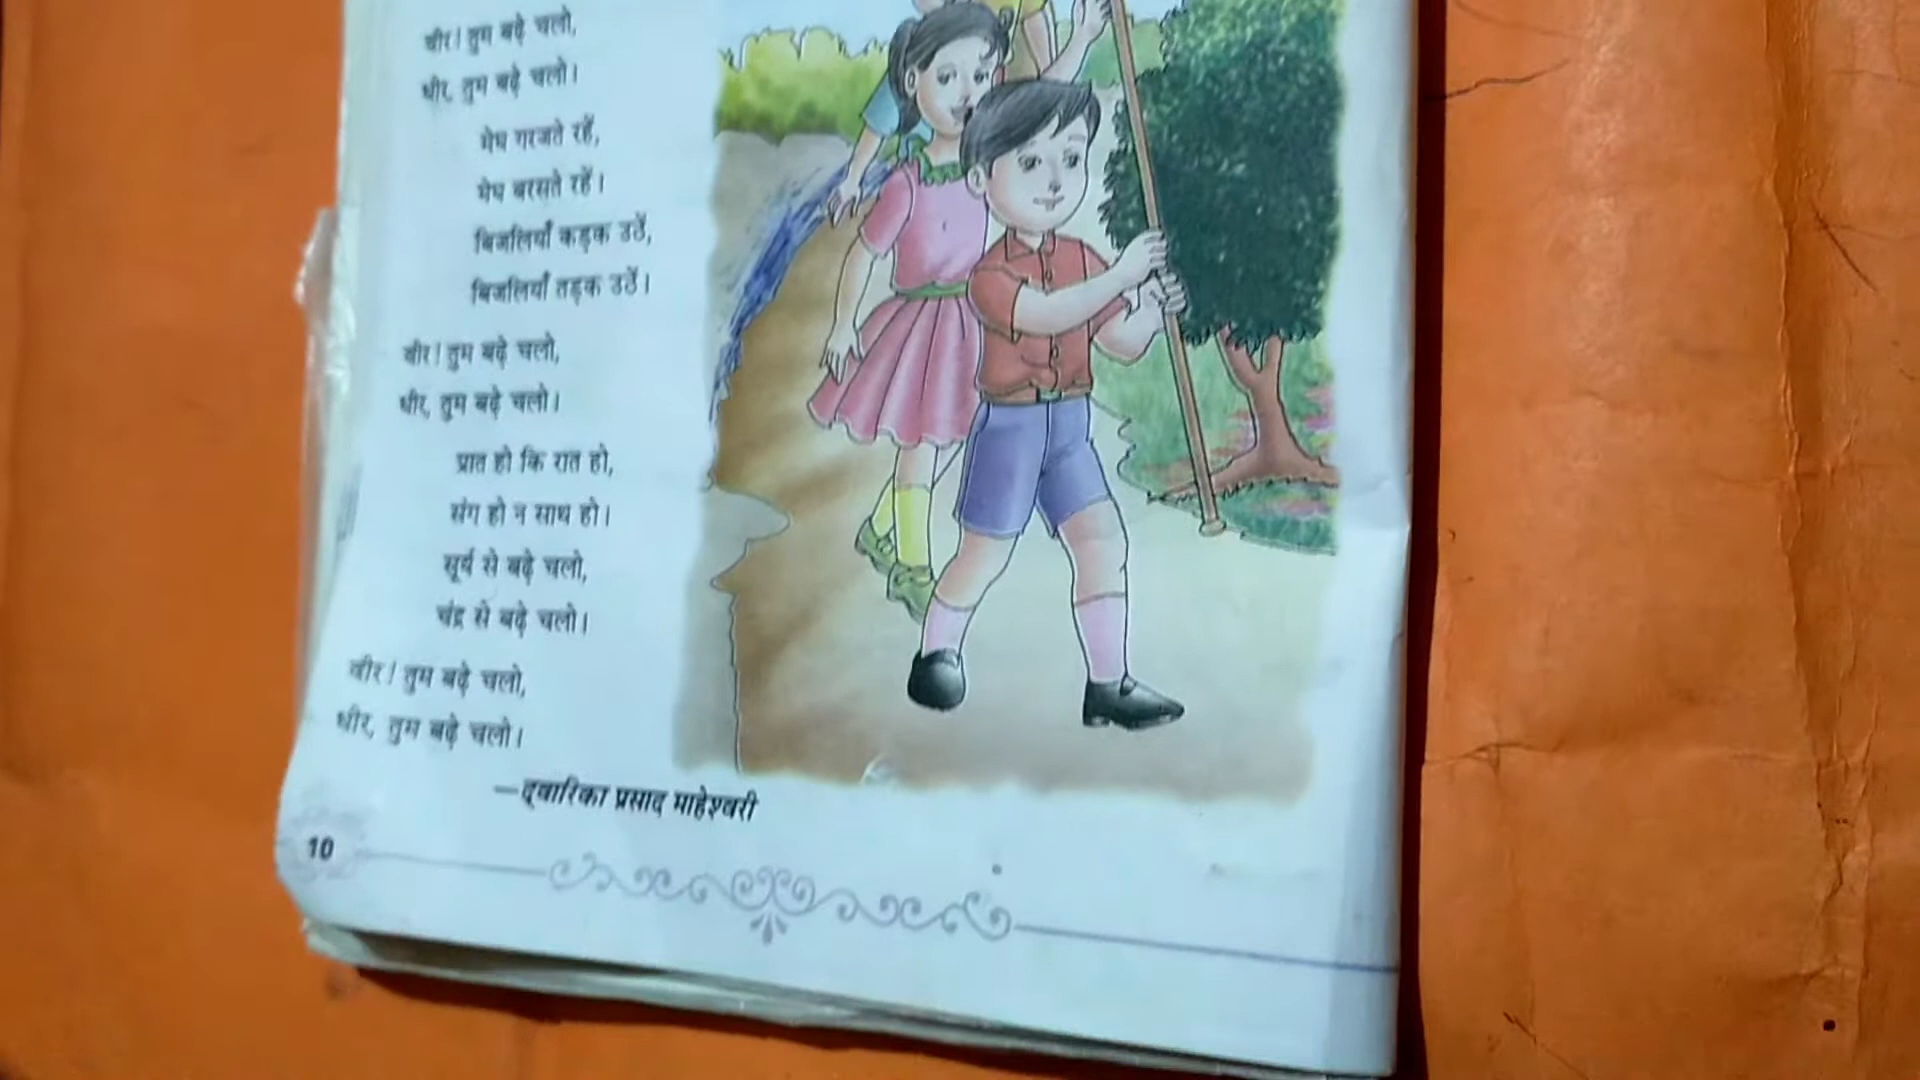 वीर! तुम बढ़े चलो,
धीर, तुम बढ़े चलो।
मेघ गरजते रहें,
मेघ बरसते रहें।
बिजलियाँ कड़क उठें,
बिजलियाँ तड़क उठें।
वीर! तुम बढ़े चलो,
धीर, तुम बढ़े चलो।
प्रात हो कि रात हो,
संग हो न साथ हो।
सूर्य से बढ़े चलो,
चंद्र से बढ़े चलो।
वीर! तुम बढ़े चलो,
धीर, तुम बढ़े चलो।
—द्वारिका प्रसाद माहेश्वरी
10